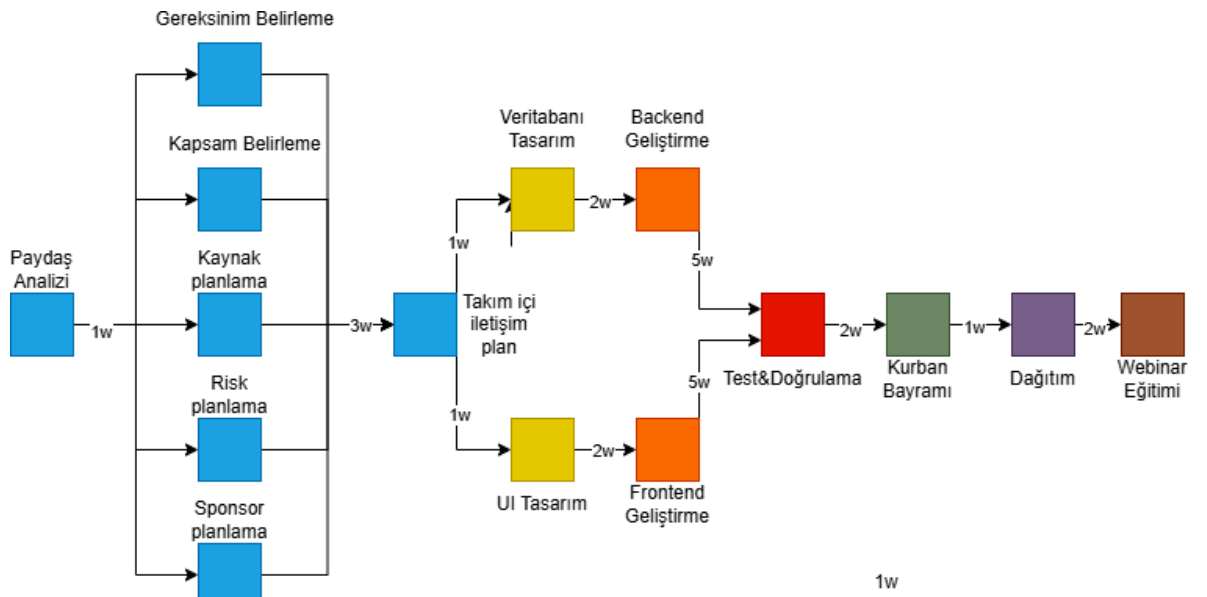 Gereksinim Belirleme
Kapsam Belirleme
Paydaş
Analizi
1w
Kaynak
planlama
Risk
planlama
Sponsor
planlama
3w
Takım içi
iletişim
plan
1w
1w
Veritabanı
Tasarım
2w
Backend
Geliştirme
5w
UI Tasarım
2w
Frontend
Geliştirme
5w
Test&Doğrulama
2w
Kurban
Bayramı
1w
Dağıtım
2w
Webinar
Eğitimi
1w